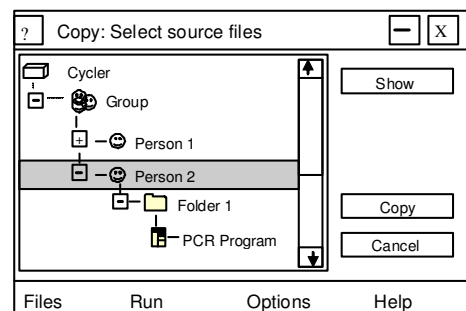 ? Copy: Select source files X
Cycler
Show
Group
Person 1
Person 2
Folder 1
Copy
PCR Program
Cancel
Files Run Options Help